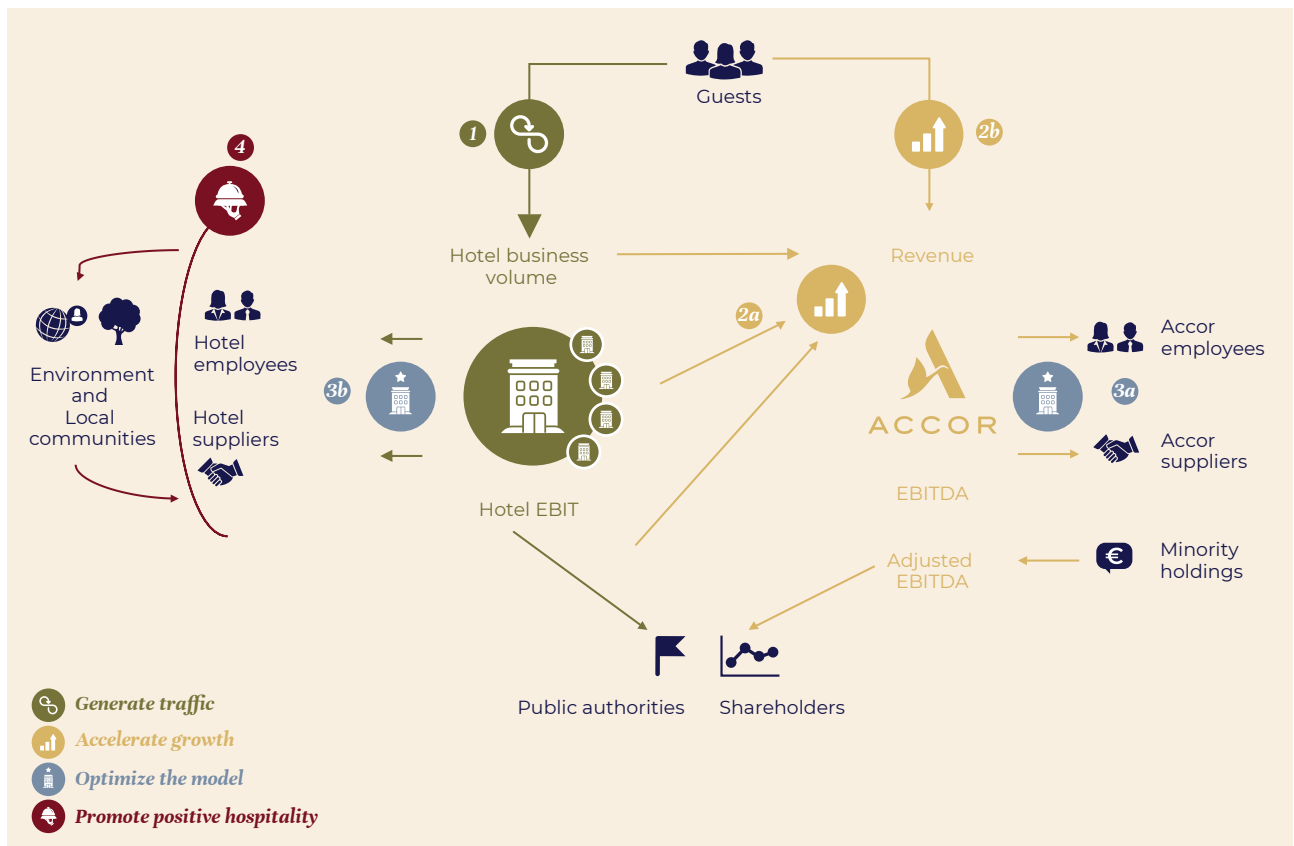 Guests
1
2b
4
Hotel business
volume
Revenue
2a
Hotel
employees
Accor
employees
Environment
and
Local
communities
3b
3a
Hotel
suppliers
ACCOR
Accor
suppliers
EBITDA
Hotel EBIT
Adjusted
EBITDA
€
Minority
holdings
Public authorities
Shareholders
Generate traffic
Accelerate growth
Optimize the model
Promote positive hospitality